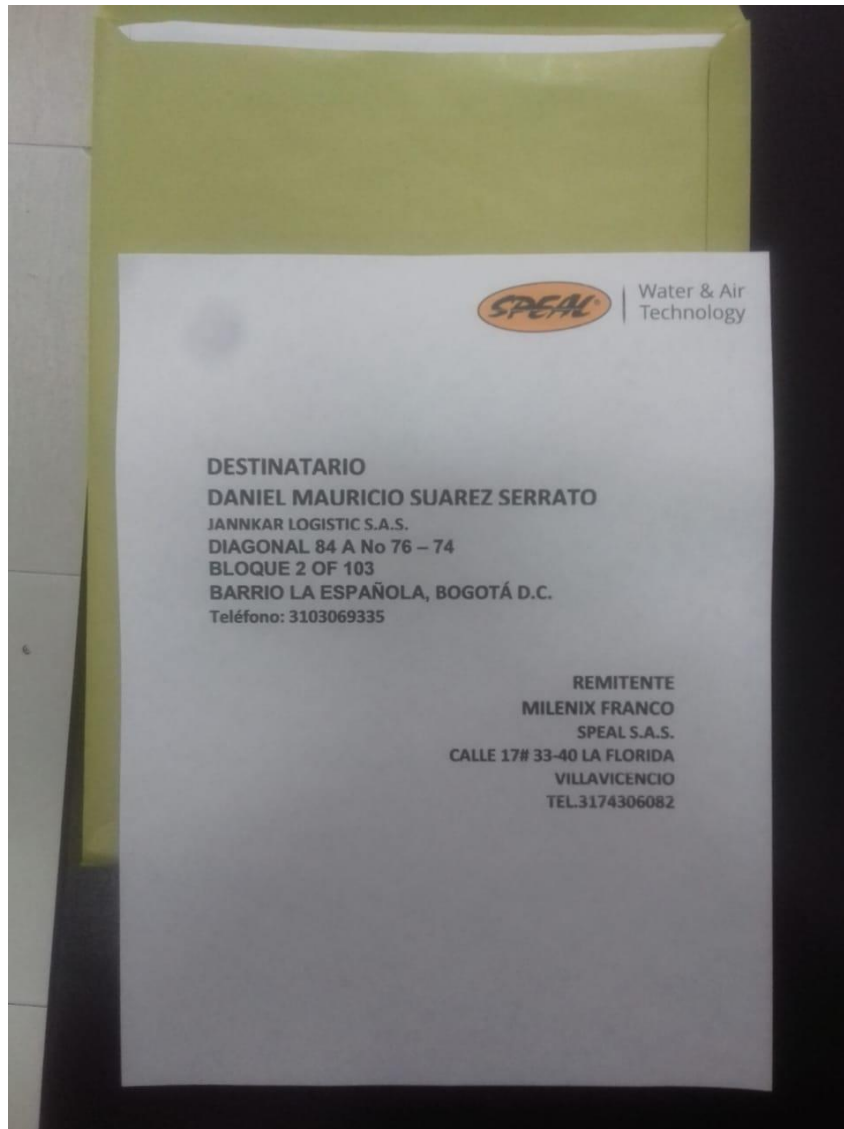 SPEAL®
Water & Air
Technology
DESTINATARIO
DANIEL MAURICIO SUAREZ SERRATO
JANNKAR LOGISTIC S.A.S.
DIAGONAL 84 A No 76 – 74
BLOQUE 2 OF 103
BARRIO LA ESPAÑOLA, BOGOTÁ D.C.
Teléfono: 3103069335
REMITENTE
MILENIX FRANCO
SPEAL S.A.S.
CALLE 17# 33-40 LA FLORIDA
VILLAVICENCIO
TEL.3174306082